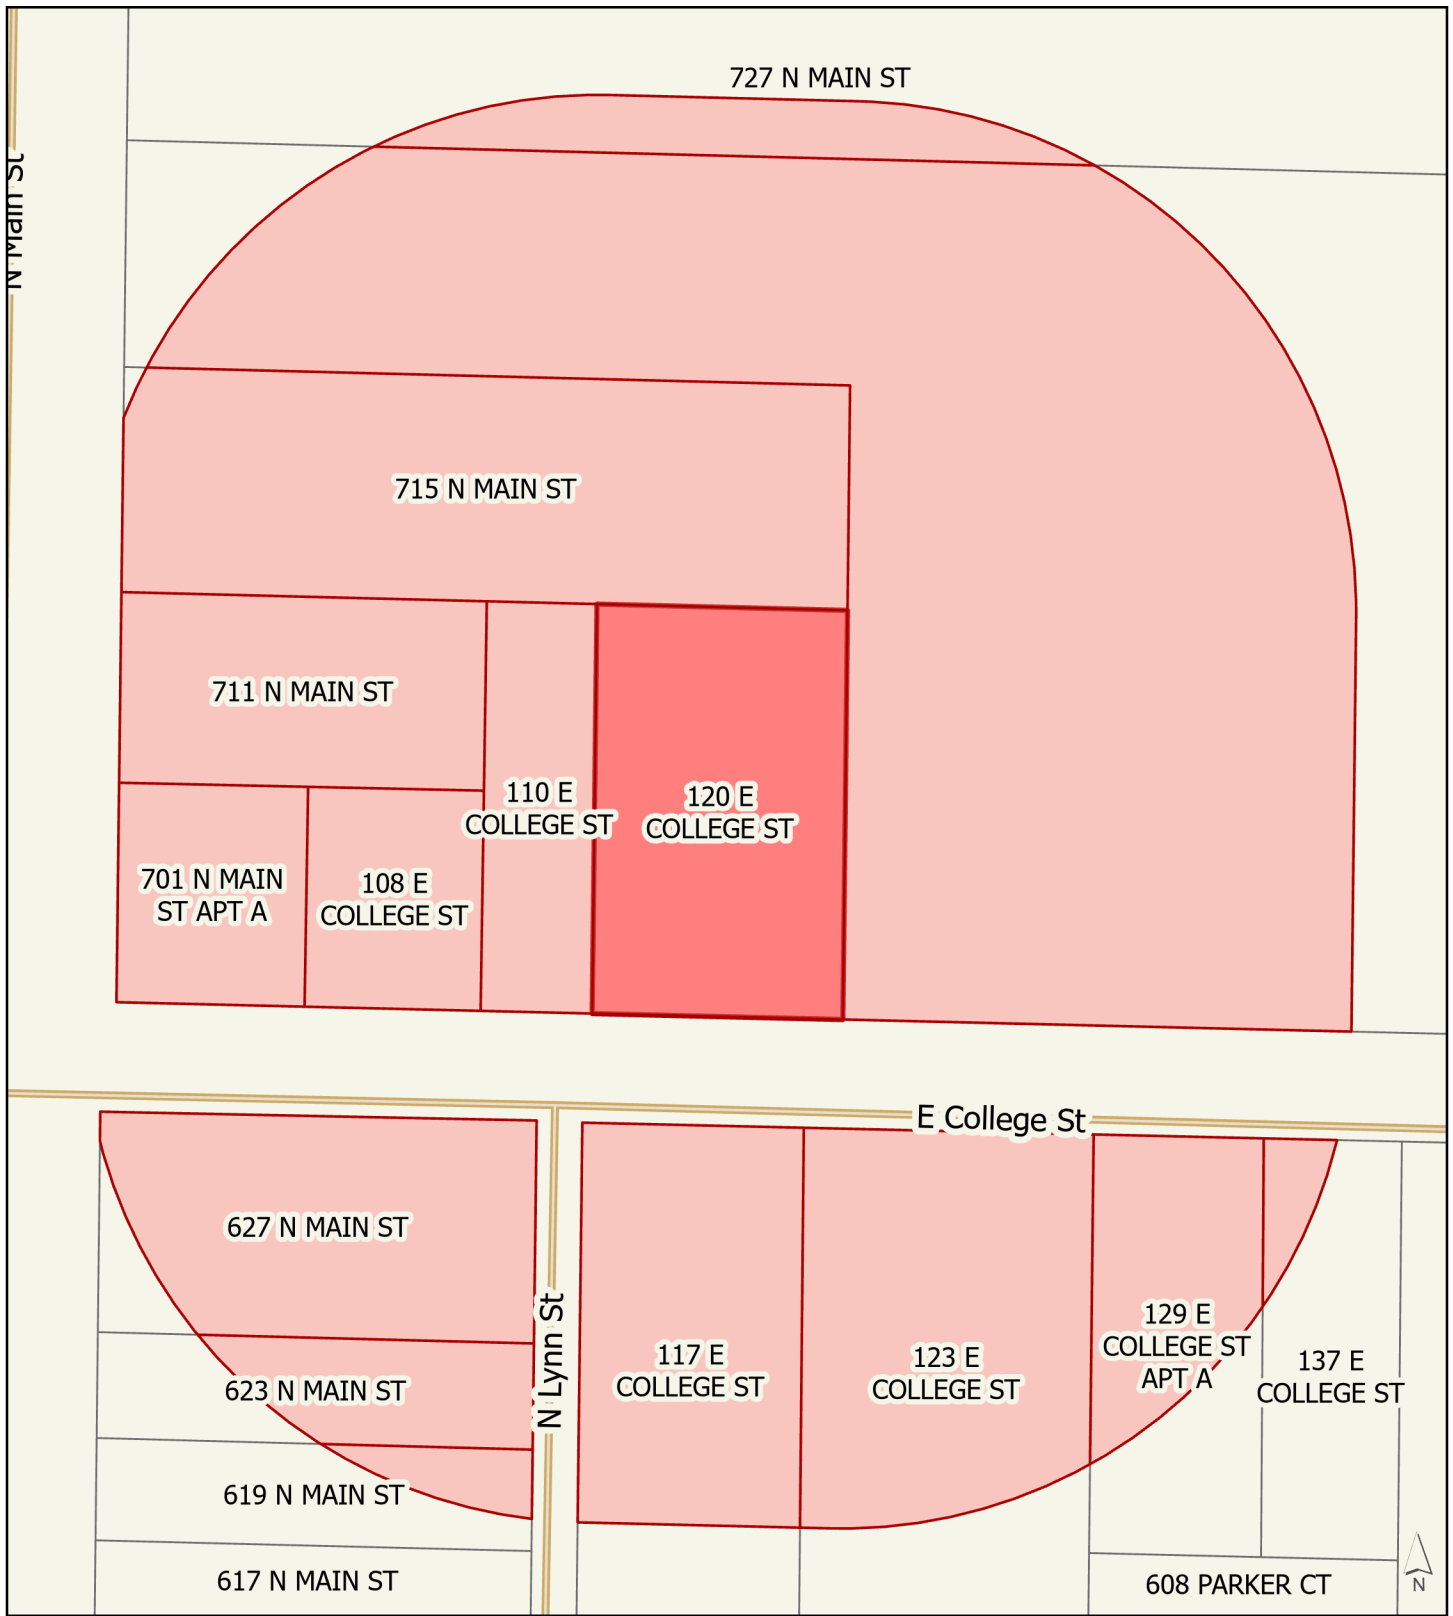 727 N MAIN ST
N Main St
715 N MAIN ST
711 N MAIN ST
110 E
COLLEGE ST
120 E
COLLEGE ST
701 N MAIN
ST APT A
108 E
COLLEGE ST
E College St
627 N MAIN ST
N Lynn St
129 E
COLLEGE ST
APT A
117 E
COLLEGE ST
123 E
COLLEGE ST
137 E
COLLEGE ST
623 N MAIN ST
619 N MAIN ST
617 N MAIN ST
608 PARKER CT
N